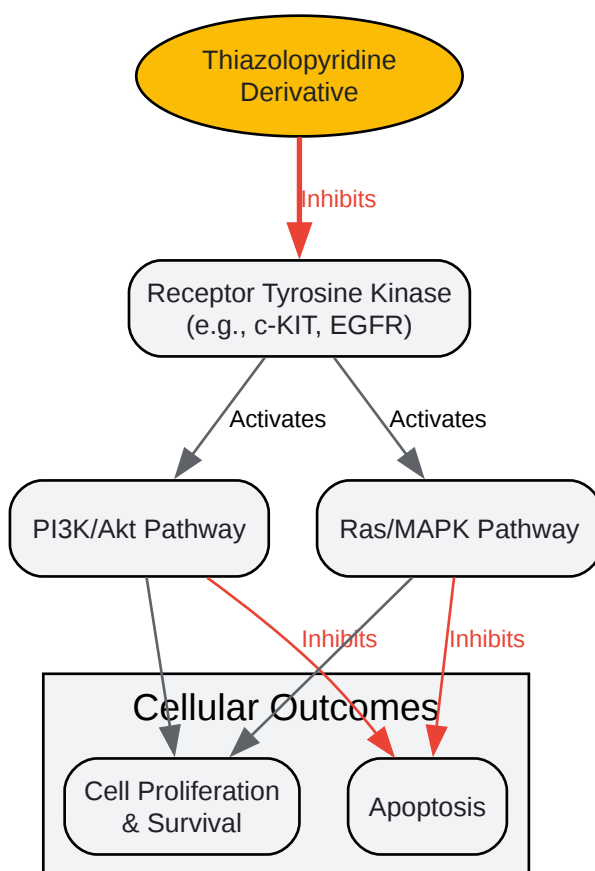 Thiazolopyridine
Derivative
Inhibits
Receptor Tyrosine Kinase
(e.g., c-KIT, EGFR)
Activates
Activates
PI3K/Akt Pathway
Ras/MAPK Pathway
Inhibits
Inhibits
Cellular Outcomes
Cell Proliferation
& Survival
Apoptosis